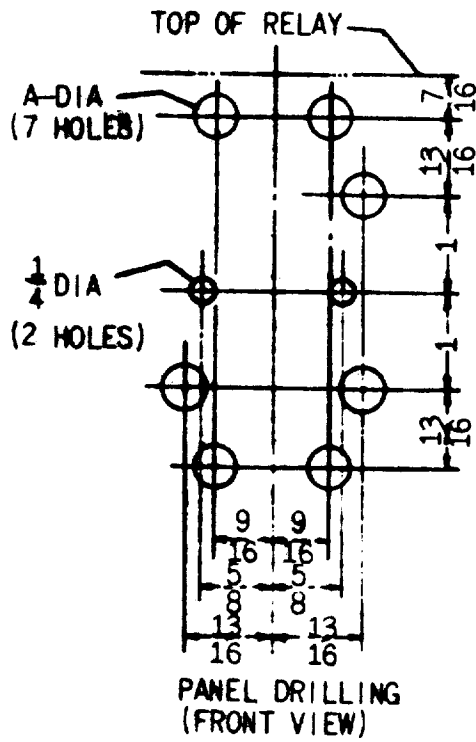 TOP OF RELAY
7/16
A-DIA
(7 HOLES)
13/16
1
1/4 DIA
(2 HOLES)
1
13/16
9/16 9/16
5/8 5/8
13/16 13/16
PANEL DRILLING
(FRONT VIEW)